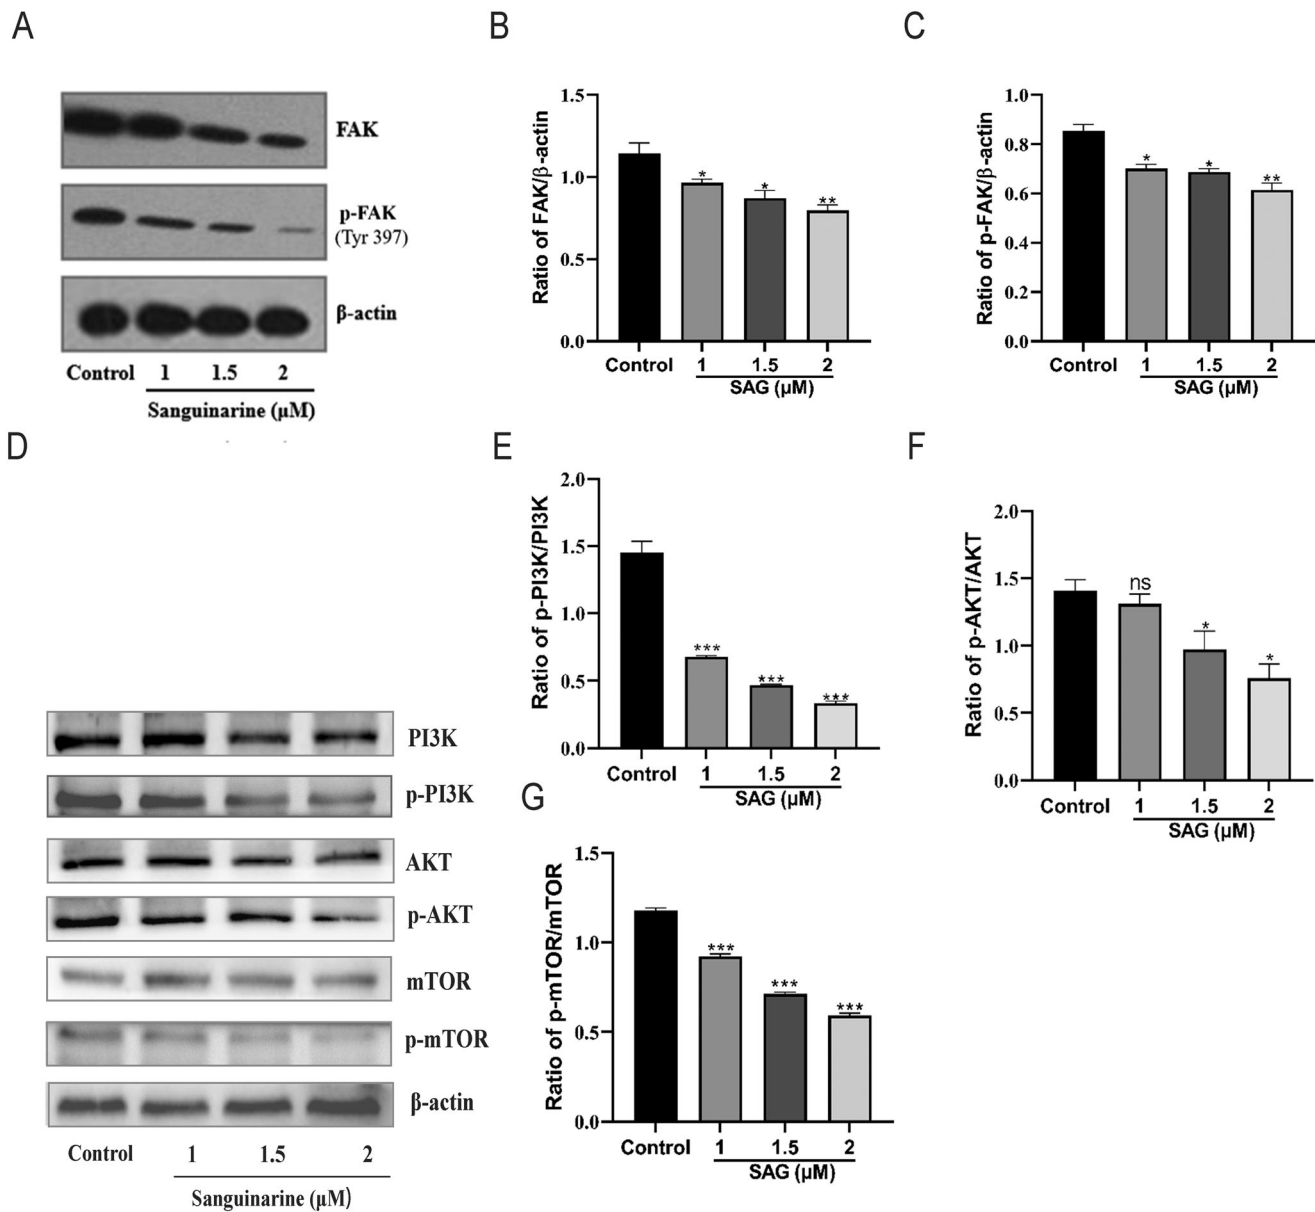 A
FAK
p-FAK
(Tyr 397)
β-actin
Control 1 1.5 2
Sanguinarine (μM)
B
Ratio of FAK/β-actin
1.5
1.0
0.5
0.0
* * **
Control 1 1.5 2
SAG (μM)
C
Ratio of p-FAK/β-actin
1.0
0.8
0.6
0.4
0.2
0.0
* * **
Control 1 1.5 2
SAG (μM)
D
PI3K
p-PI3K
AKT
p-AKT
mTOR
p-mTOR
β-actin
Control 1 1.5 2
Sanguinarine (μM)
E
Ratio of p-PI3K/PI3K
2.0
1.5
1.0
0.5
0.0
*** *** ***
Control 1 1.5 2
SAG (μM)
F
Ratio of p-AKT/AKT
2.0
1.5
1.0
0.5
0.0
ns * *
Control 1 1.5 2
SAG (μM)
G
Ratio of p-mTOR/mTOR
1.5
1.0
0.5
0.0
*** *** ***
Control 1 1.5 2
SAG (μM)